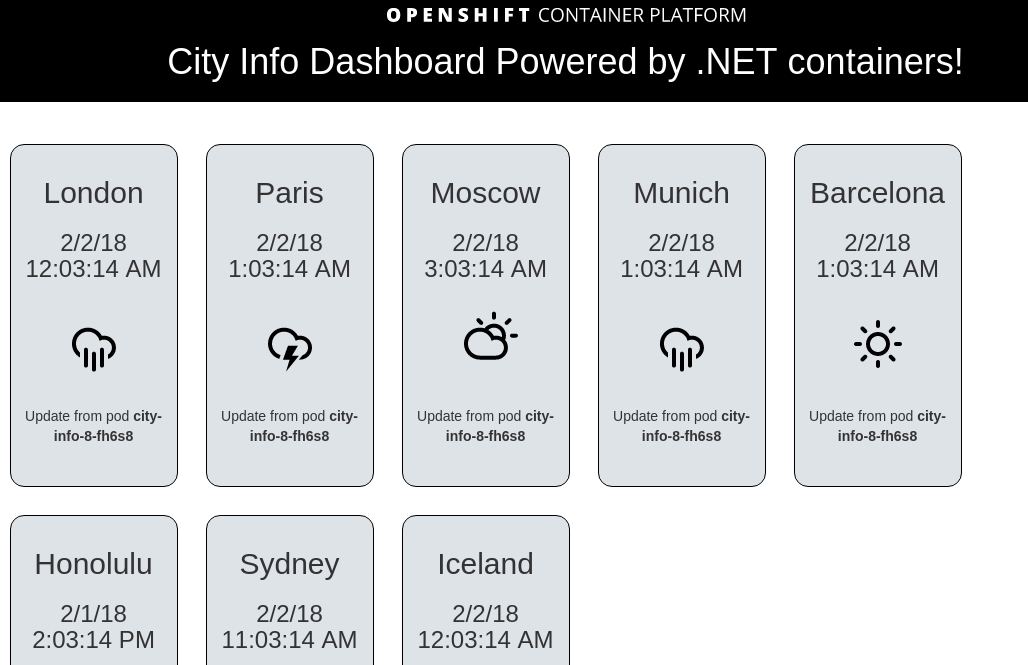 OPENSHIFT CONTAINER PLATFORM
City Info Dashboard Powered by .NET containers!
London
2/2/18
12:03:14 AM
Update from pod city-
info-8-fh6s8
Paris
2/2/18
1:03:14 AM
Update from pod city-
info-8-fh6s8
Moscow
2/2/18
3:03:14 AM
Update from pod city-
info-8-fh6s8
Munich
2/2/18
1:03:14 AM
Update from pod city-
info-8-fh6s8
Barcelona
2/2/18
1:03:14 AM
Update from pod city-
info-8-fh6s8
Honolulu
2/1/18
2:03:14 PM
Sydney
2/2/18
11:03:14 AM
Iceland
2/2/18
12:03:14 AM